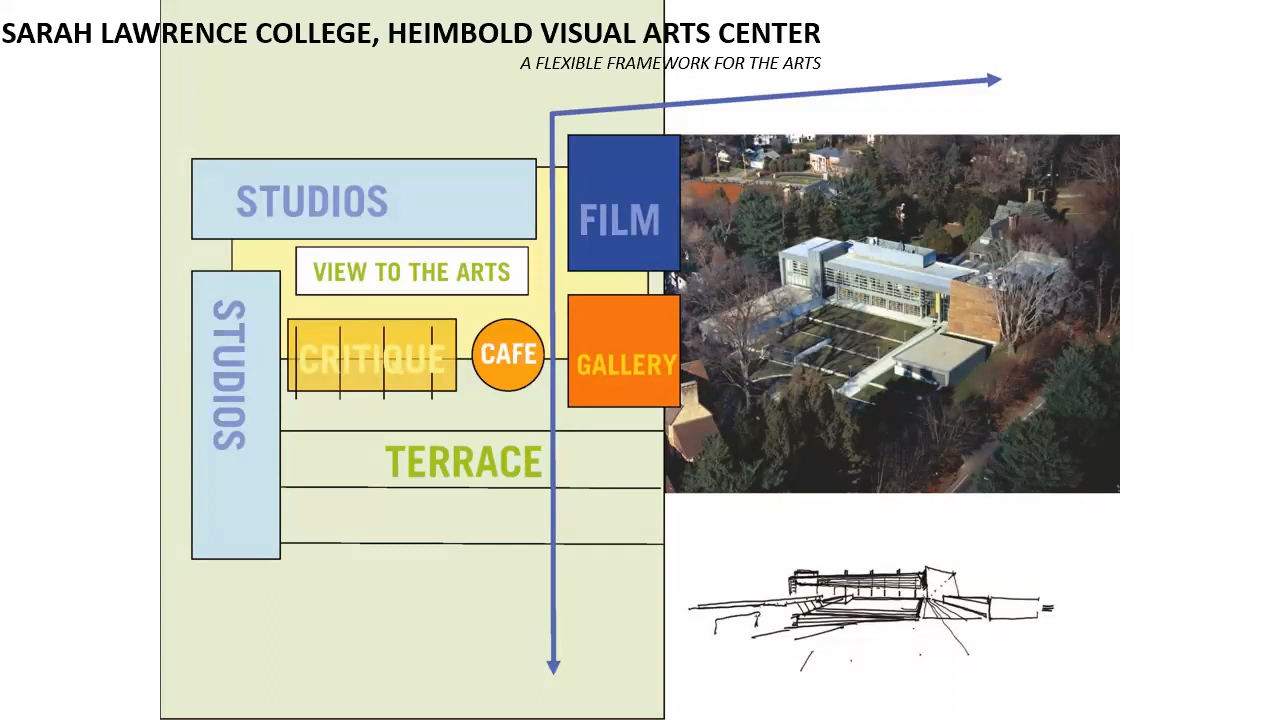 SARAH LAWRENCE COLLEGE, HEIMBOLD VISUAL ARTS CENTER
A FLEXIBLE FRAMEWORK FOR THE ARTS
STUDIOS
FILM
VIEW TO THE ARTS
STUDIOS
CRITIQUE
CAFE
GALLERY
TERRACE